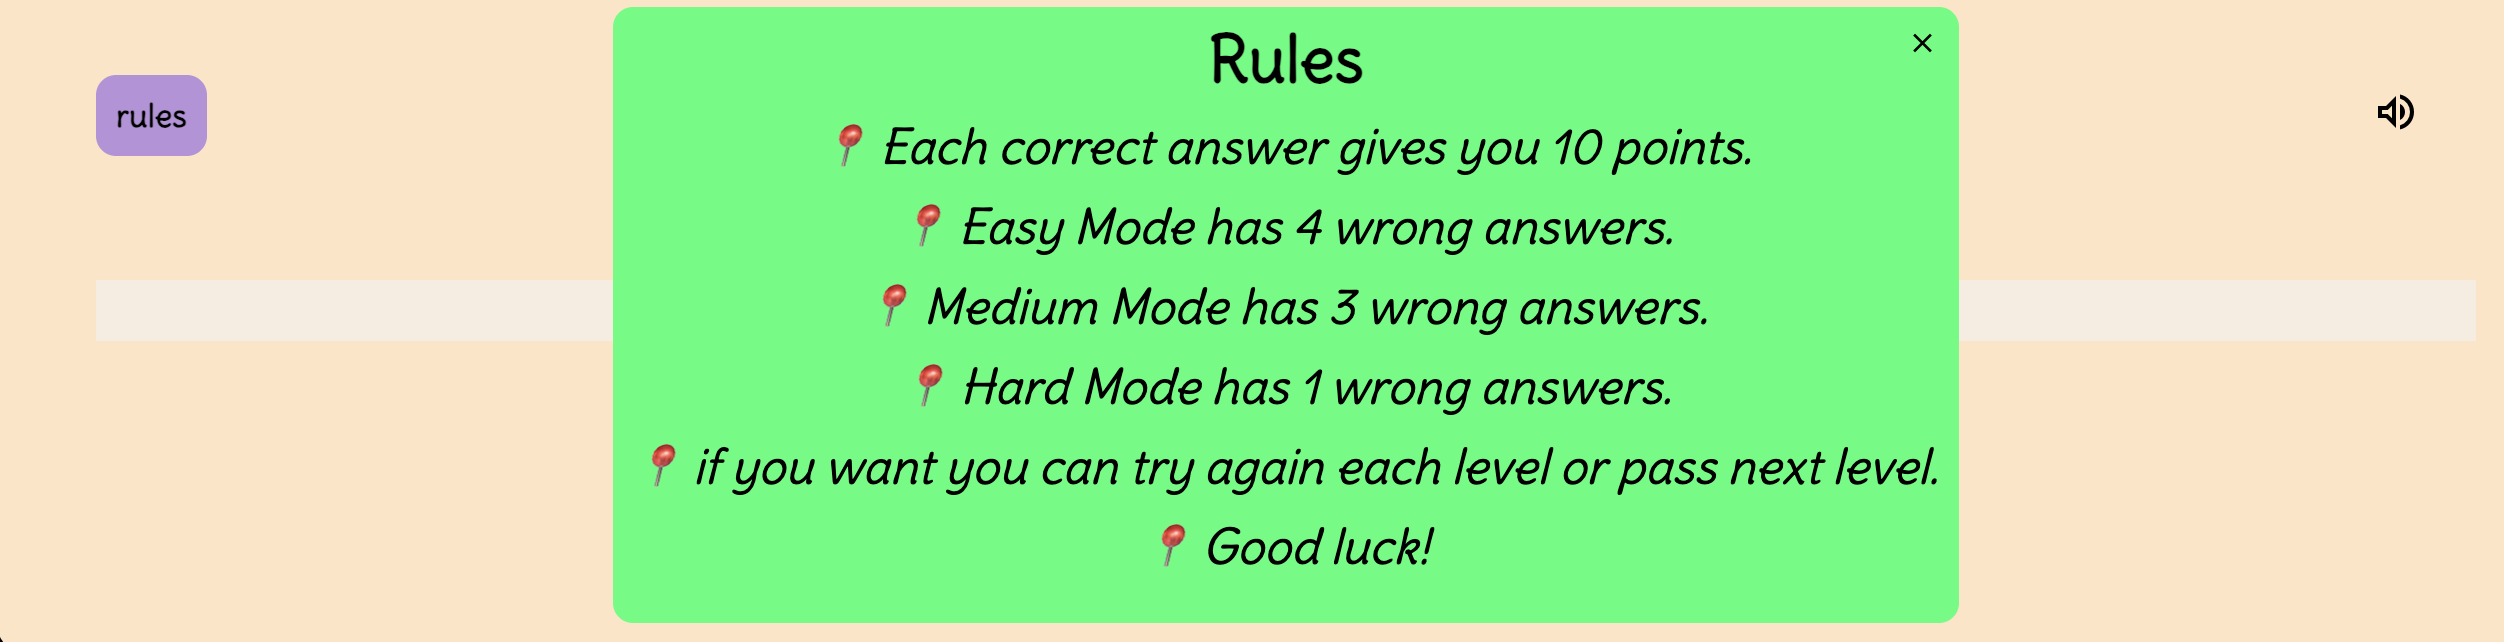 rules
Rules
📍 Each correct answer gives you 10 points.
📍 Easy Mode has 4 wrong answers.
📍 Medium Mode has 3 wrong answers.
📍 Hard Mode has 1 wrong answers.
📍 if you want you can try again each level or pass next level.
📍 Good luck!